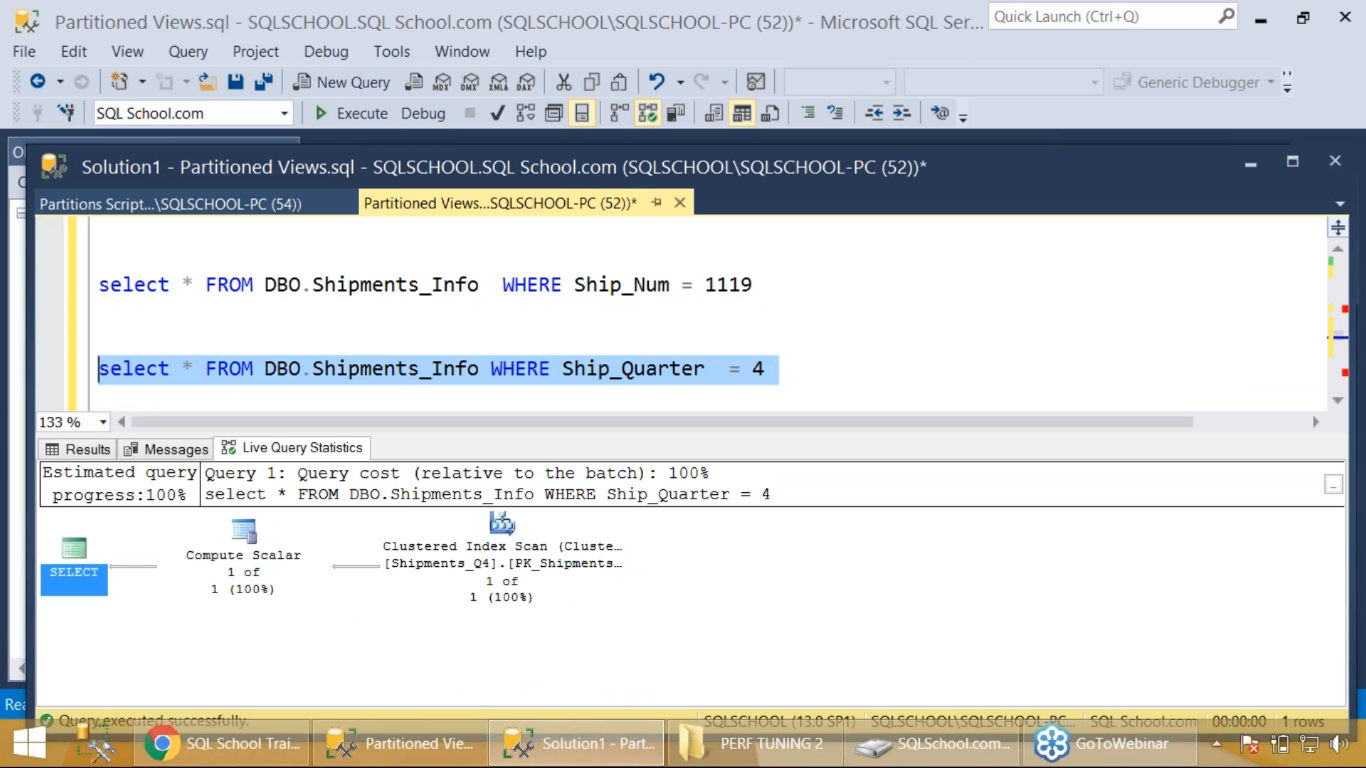 Partitioned Views.sql - SQLSCHOOL.SQL School.com (SQLSCHOOL\SQLSCHOOL-PC (52))* - Microsoft SQL Ser...
Quick Launch (Ctrl+Q)
File Edit View Query Project Debug Tools Window Help
New Query MDX DMX XMLA DAX Generic Debugger
SQL School.com Execute Debug
Solution1 - Partitioned Views.sql - SQLSCHOOL.SQL School.com (SQLSCHOOL\SQLSCHOOL-PC (52))*
Partitions Script...\SQLSCHOOL-PC (54)) Partitioned Views...SQLSCHOOL-PC (52))*
select * FROM DBO.Shipments_Info WHERE Ship_Num = 1119
select * FROM DBO.Shipments_Info WHERE Ship_Quarter = 4
133 %
Results Messages Live Query Statistics
Estimated query Query 1: Query cost (relative to the batch): 100%
progress:100% select * FROM DBO.Shipments_Info WHERE Ship_Quarter = 4
SELECT
Compute Scalar
1 of
1 (100%)
Clustered Index Scan (Cluste...
[Shipments_Q4].[PK_Shipments...
1 of
1 (100%)
Query executed successfully. SQLSCHOOL (13.0 SP1) SQLSCHOOL\SQLSCHOOL-PC... SQL School.com 00:00:00 1 rows
SQL School Trai... Partitioned Vie... Solution1 - Part... PERF TUNING 2 SQLSchool.com... GoToWebinar